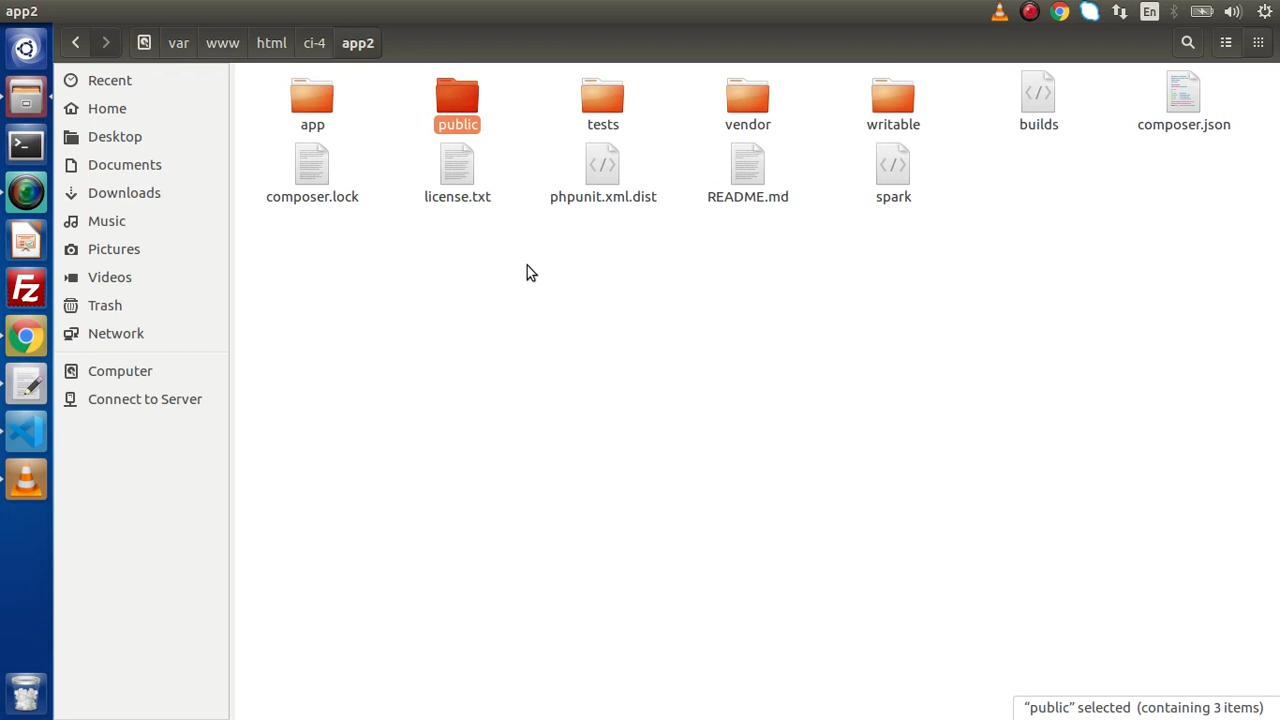 app2
En
var www html ci-4 app2
Recent
Home
Desktop
Documents
Downloads
Music
Pictures
Videos
Trash
Network
Computer
Connect to Server
app public tests vendor writable builds composer.json
composer.lock license.txt phpunit.xml.dist README.md spark
Fz
“public” selected (containing 3 items)